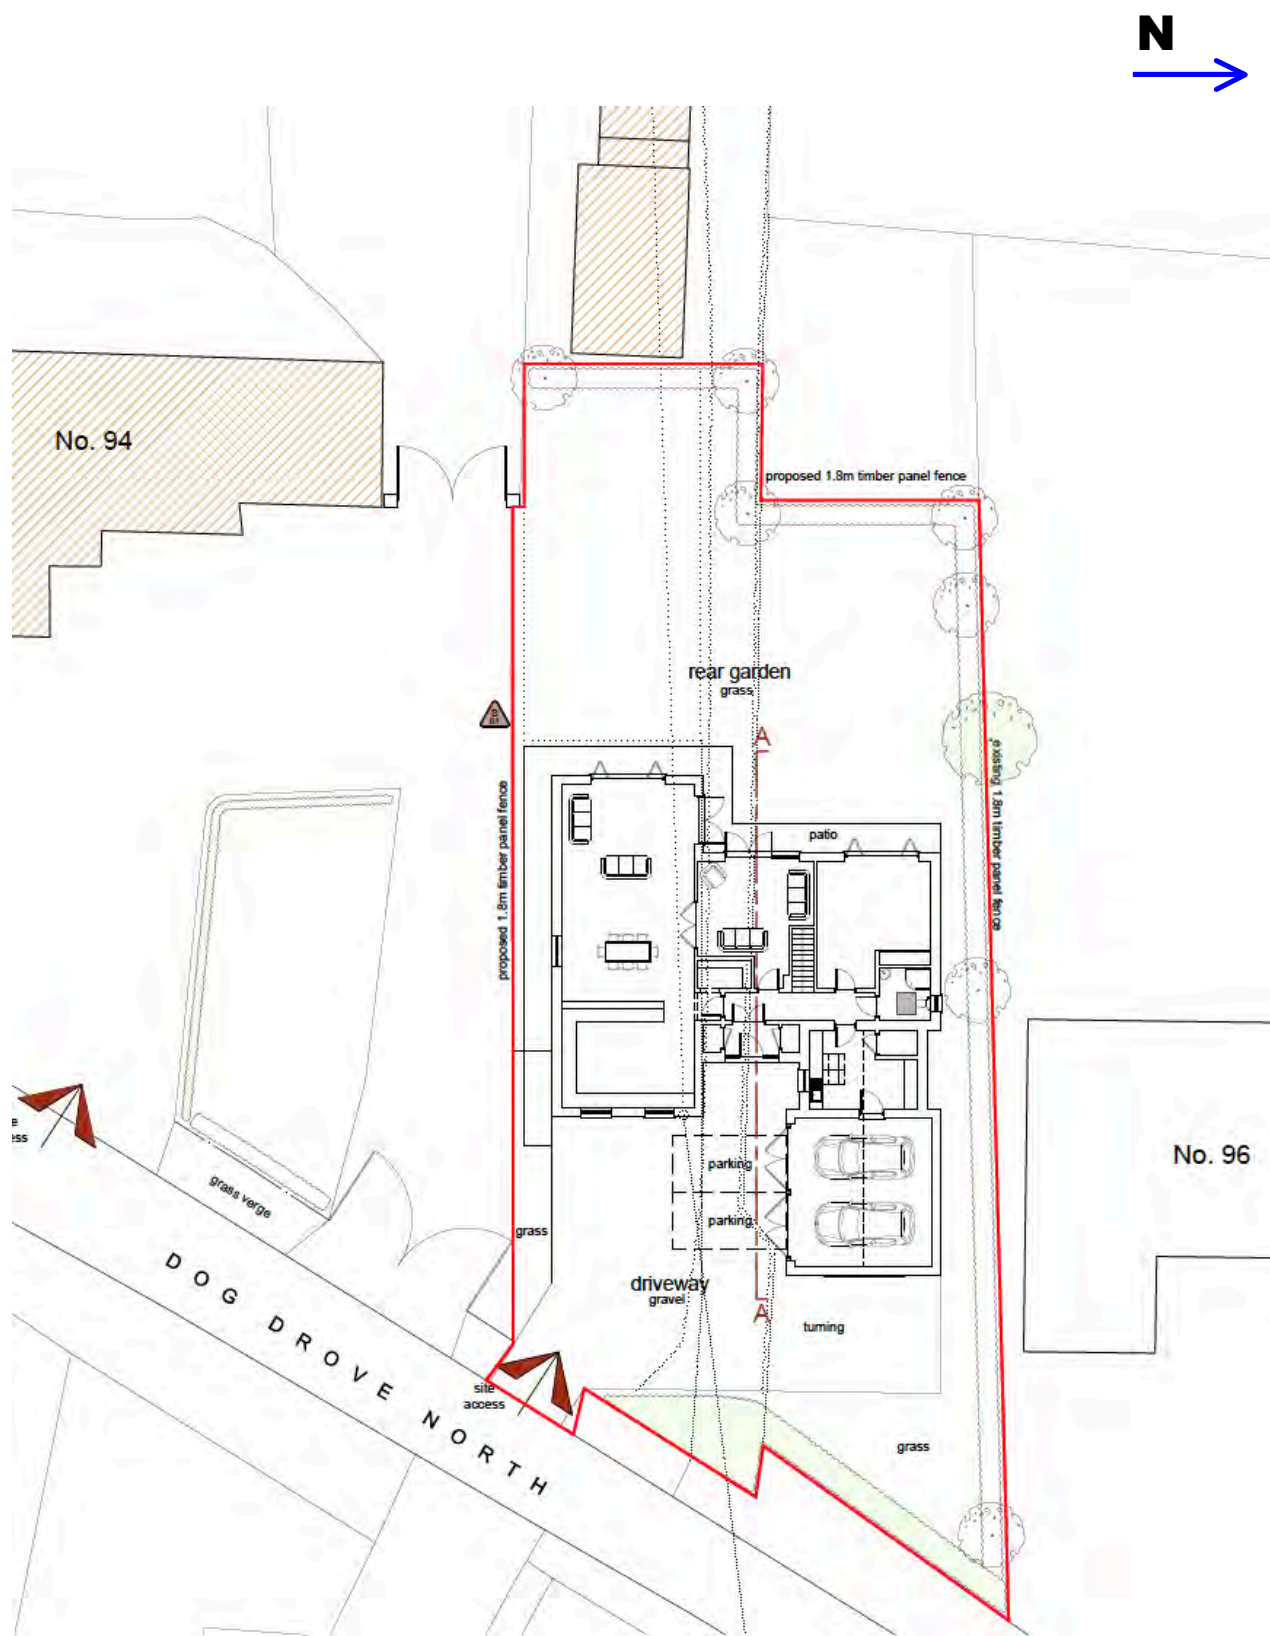 N
No. 94
proposed 1.8m timber panel fence
rear garden
grass
A
existing 1.8m timber panel fence
proposed 1.8m timber panel fence
patio
No. 96
parking
parking
grass verge
grass
driveway
gravel
A
turning
site
access
grass
DOG DROVE NORTH